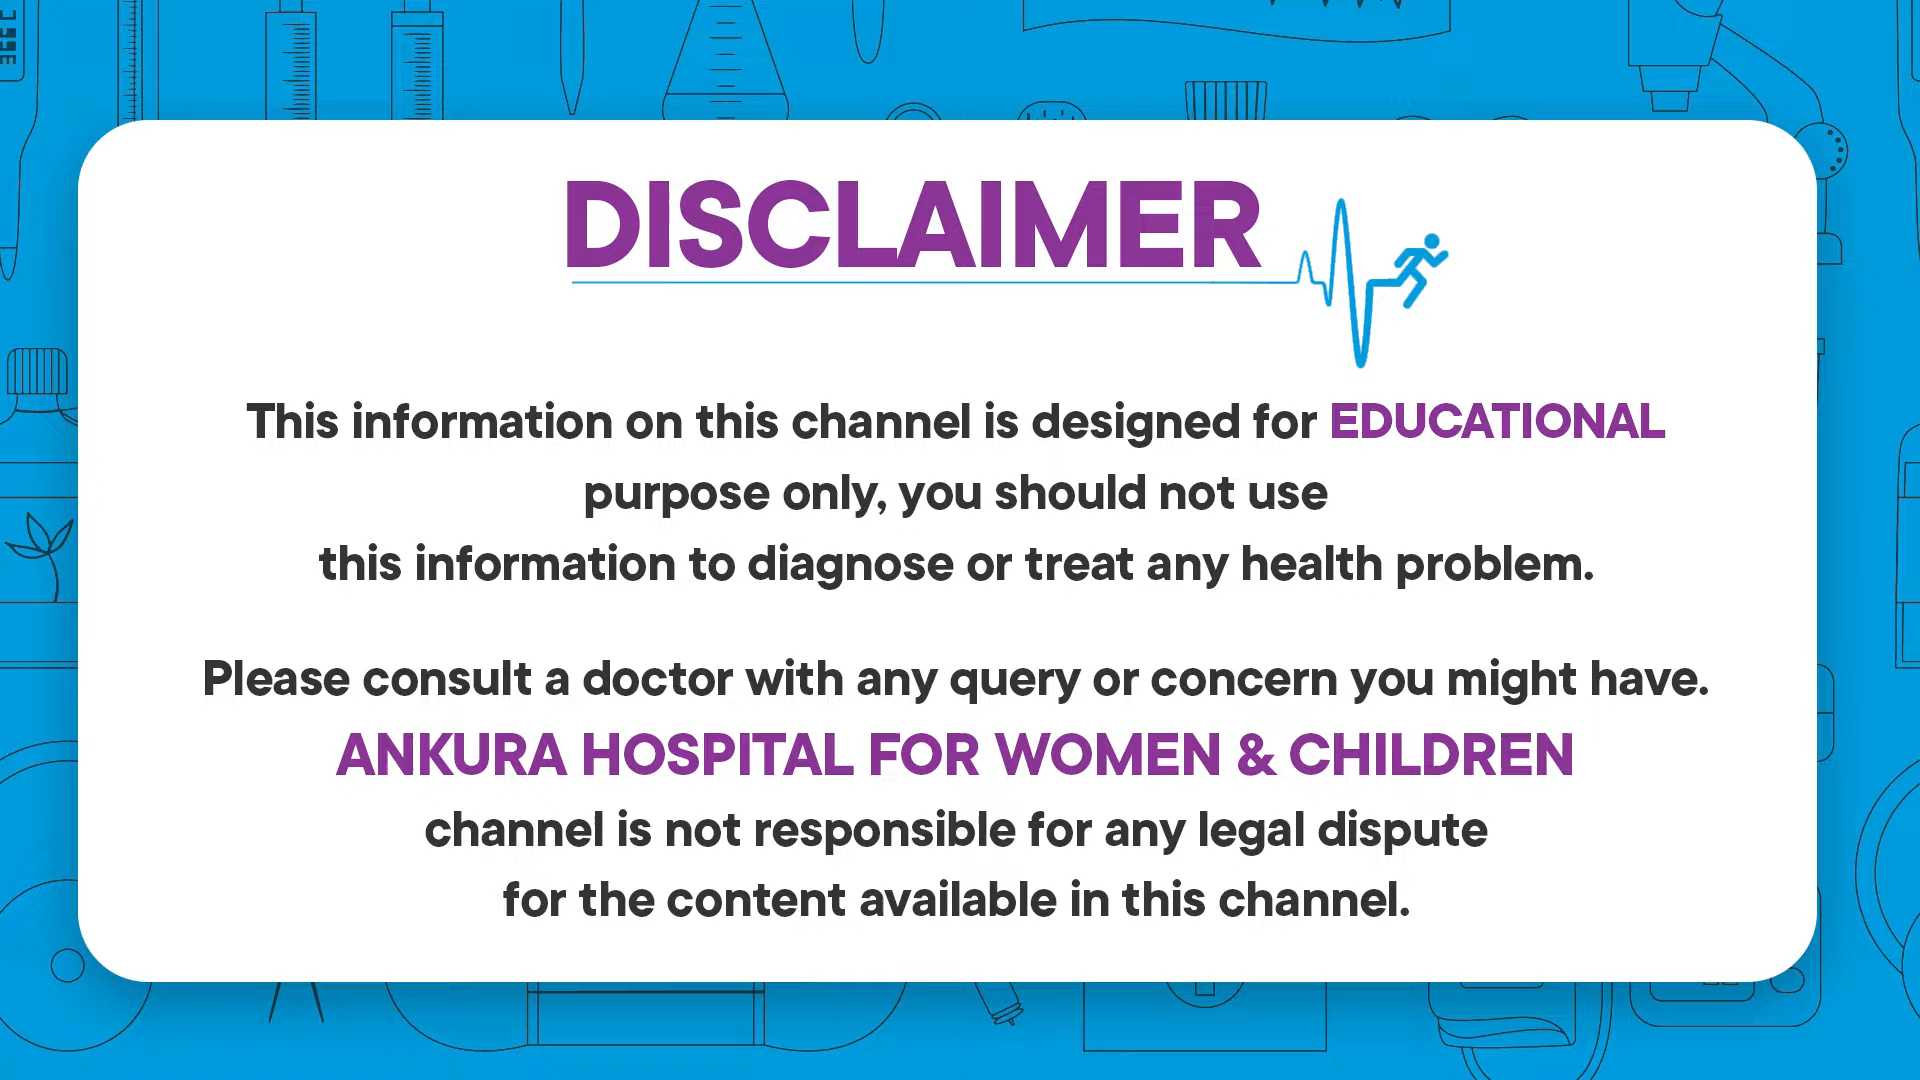 DISCLAIMER
This information on this channel is designed for EDUCATIONAL
purpose only, you should not use
this information to diagnose or treat any health problem.
Please consult a doctor with any query or concern you might have.
ANKURA HOSPITAL FOR WOMEN & CHILDREN
channel is not responsible for any legal dispute
for the content available in this channel.